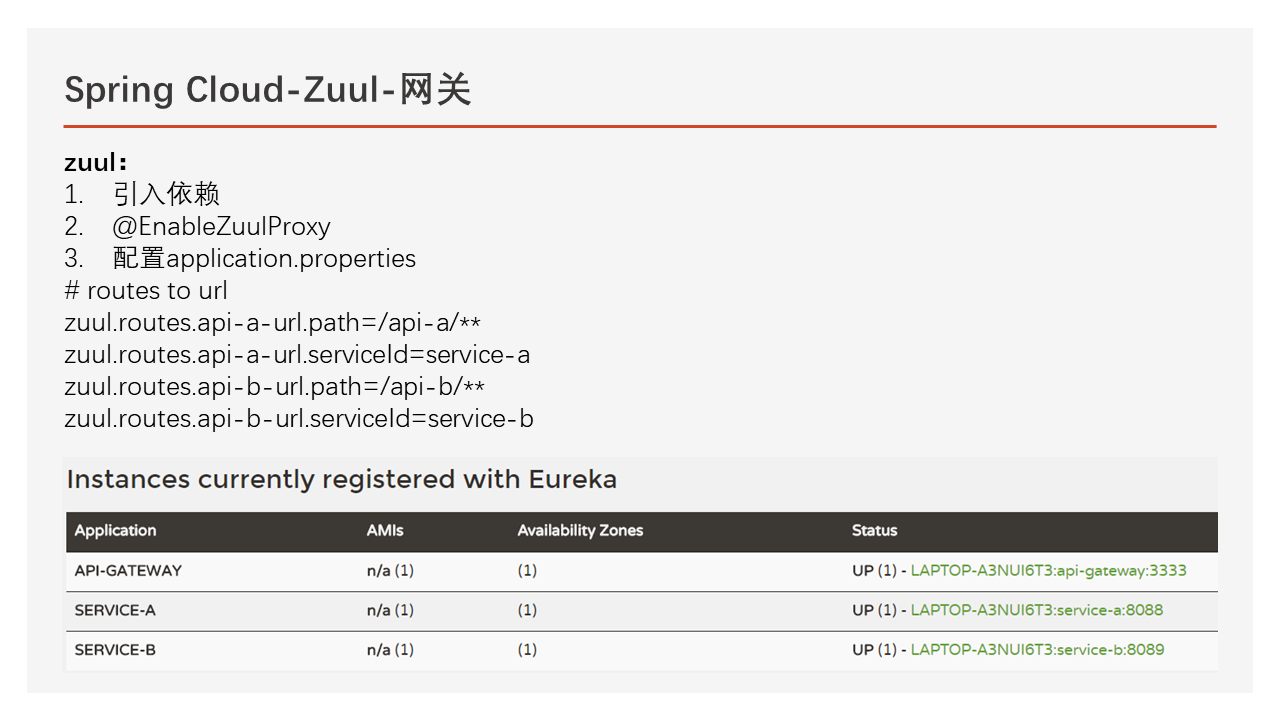 Spring Cloud-Zuul-网关
zuul：
1. 引入依赖
2. @EnableZuulProxy
3. 配置application.properties
# routes to url
zuul.routes.api-a-url.path=/api-a/**
zuul.routes.api-a-url.serviceId=service-a
zuul.routes.api-b-url.path=/api-b/**
zuul.routes.api-b-url.serviceId=service-b
Instances currently registered with Eureka
Application AMIs Availability Zones Status
API-GATEWAY n/a (1) (1) UP (1) - LAPTOP-A3NUI6T3:api-gateway:3333
SERVICE-A n/a (1) (1) UP (1) - LAPTOP-A3NUI6T3:service-a:8088
SERVICE-B n/a (1) (1) UP (1) - LAPTOP-A3NUI6T3:service-b:8089